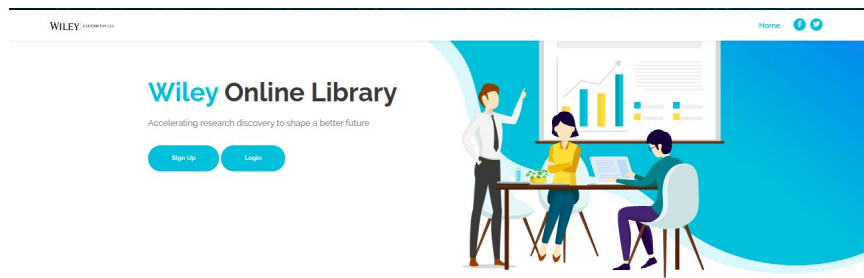 WILEY
Home
Wiley Online Library
Accelerating research discovery to shape a better future
Sign Up
Login